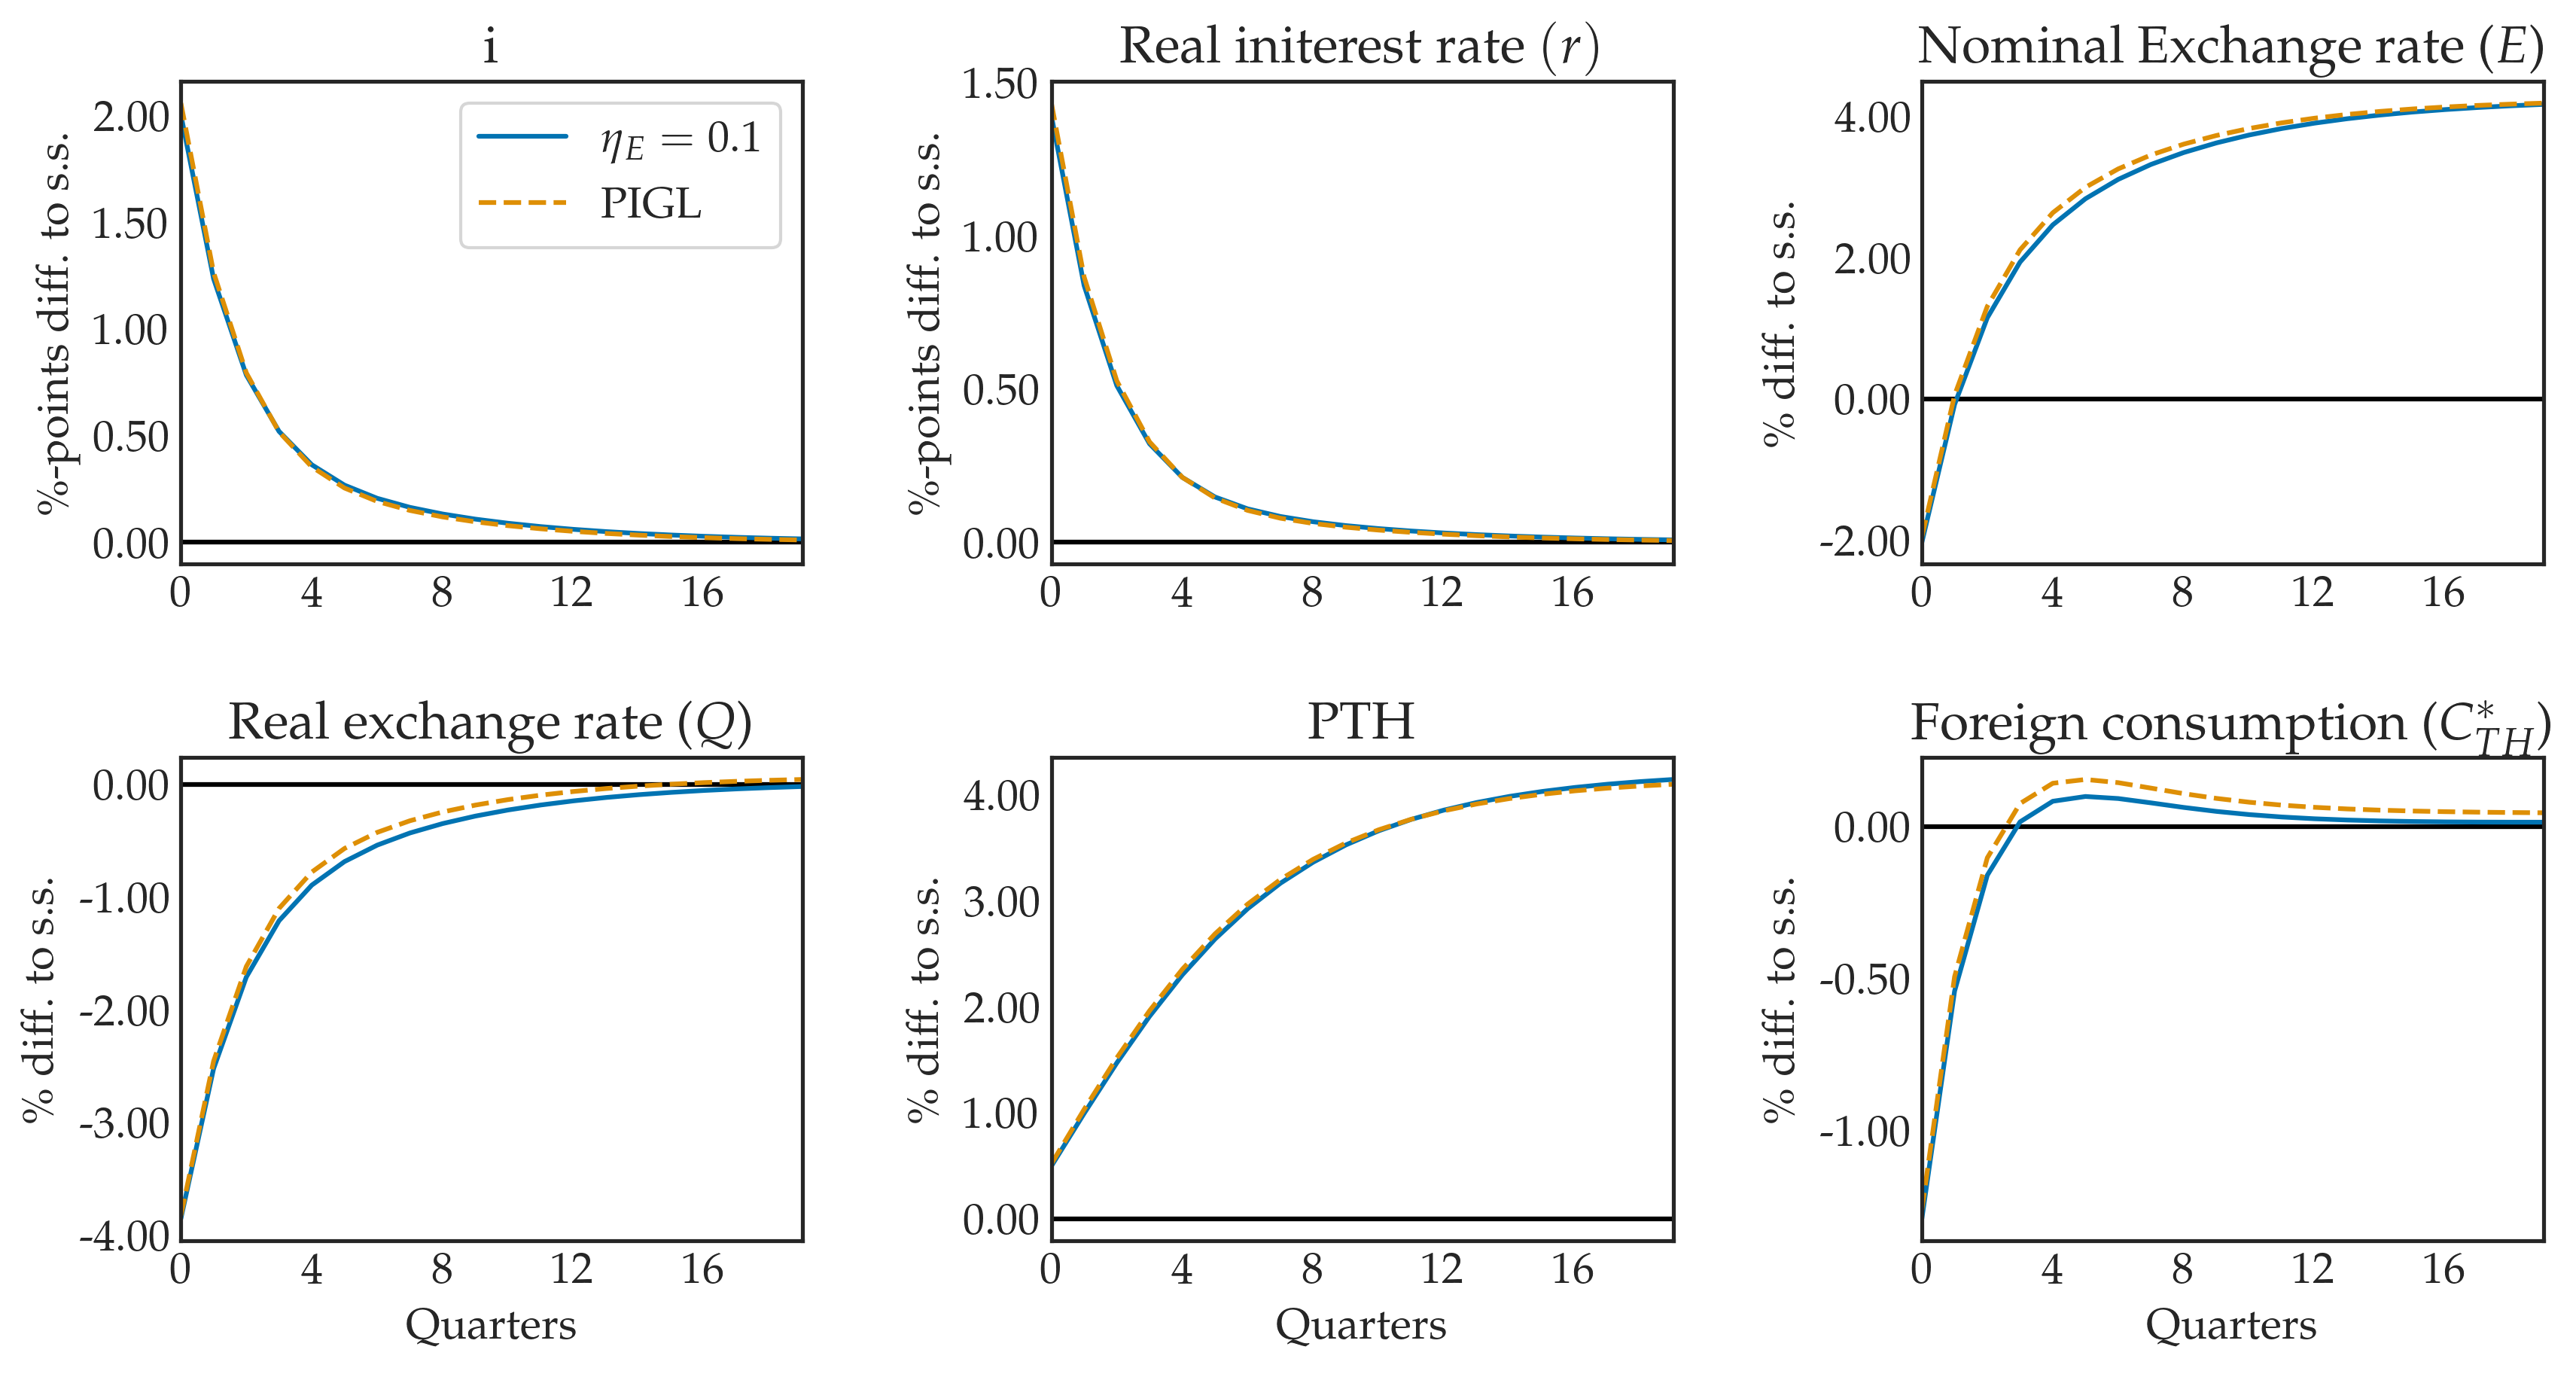 i
%-points diff. to s.s.
2.00
1.50
1.00
0.50
0.00
0 4 8 12 16
η_E = 0.1
PIGL
Real initerest rate (r)
%-points diff. to s.s.
1.50
1.00
0.50
0.00
0 4 8 12 16
Nominal Exchange rate (E)
% diff. to s.s.
4.00
2.00
0.00
-2.00
0 4 8 12 16
Real exchange rate (Q)
% diff. to s.s.
0.00
-1.00
-2.00
-3.00
-4.00
0 4 8 12 16
Quarters
PTH
% diff. to s.s.
4.00
3.00
2.00
1.00
0.00
0 4 8 12 16
Quarters
Foreign consumption (C*_TH)
% diff. to s.s.
0.00
-0.50
-1.00
0 4 8 12 16
Quarters